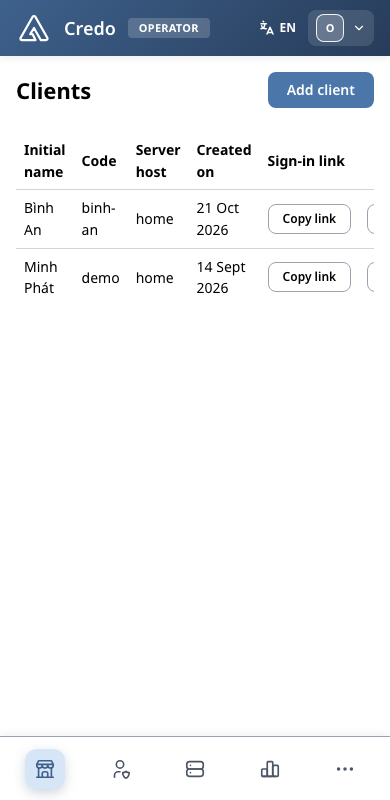 Credo
OPERATOR
EN
O
Clients
Add client
Initial name
Code
Server host
Created on
Sign-in link
Bình An
binh-an
home
21 Oct 2026
Copy link
Minh Phát
demo
home
14 Sept 2026
Copy link